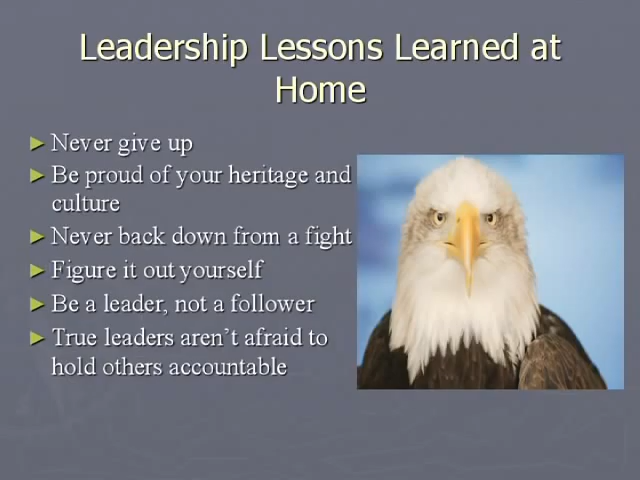 Leadership Lessons Learned at
Home
► Never give up
► Be proud of your heritage and
culture
► Never back down from a fight
► Figure it out yourself
► Be a leader, not a follower
► True leaders aren’t afraid to
hold others accountable